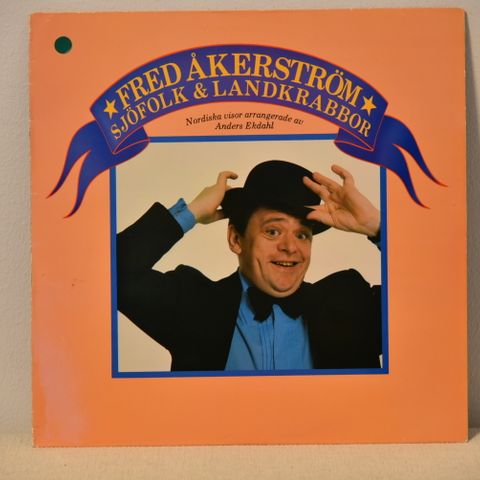 FRED ÅKERSTRÖM
SJÖFOLK & LANDKRABBOR
Nordiska visor arrangerade av
Anders Ekdahl